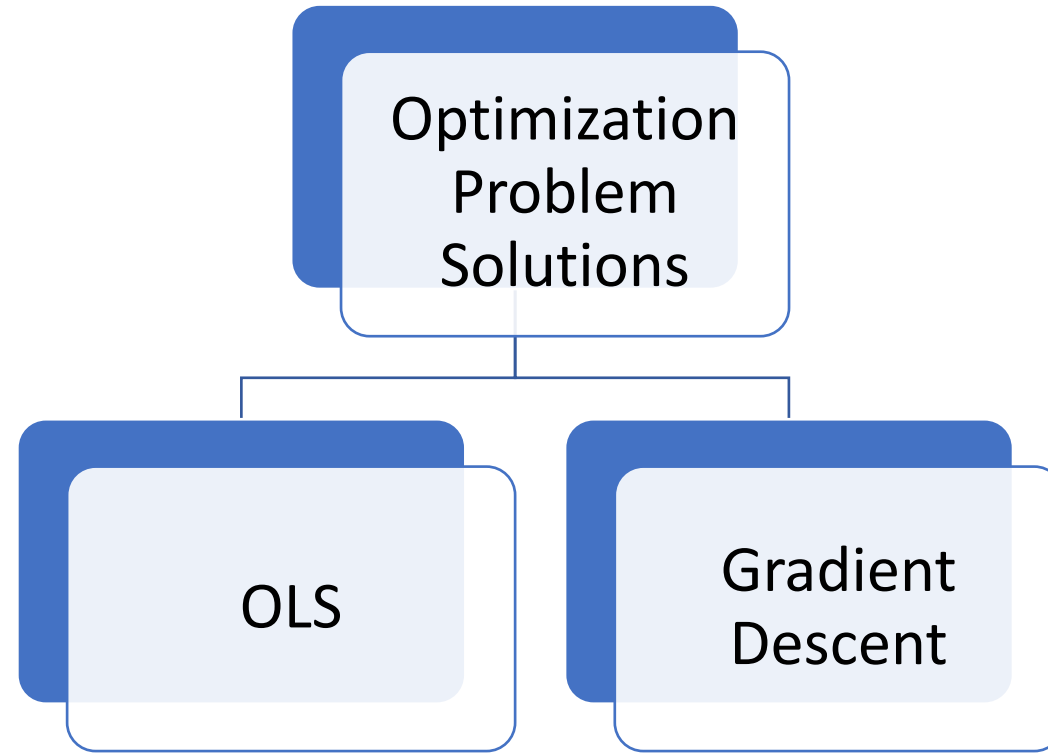 Optimization
Problem
Solutions
OLS
Gradient
Descent